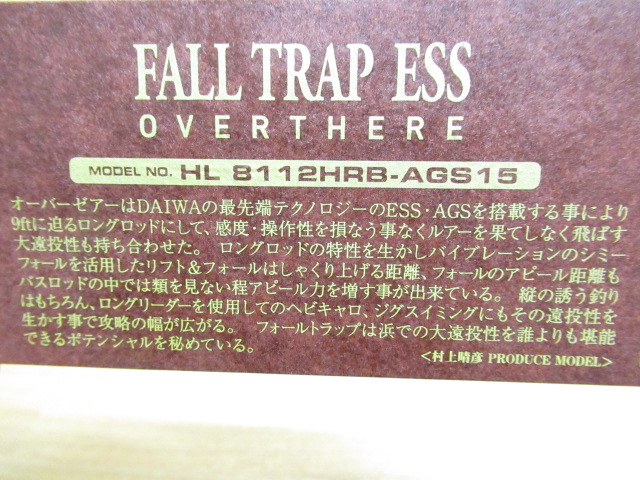 FALL TRAP ESS
OVERTHERE
MODEL NO. HL 8112HRB-AGS15
オーバーゼアーはDAIWAの最先端テクノロジーのESS・AGSを搭載する事により
9ftに迫るロングロッドにして、感度・操作性を損なう事なくルアーを果てしなく飛ばす
大遠投性も持ち合わせた。 ロングロッドの特性を生かしバイブレーションのシミー
フォールを活用したリフト&フォールはしゃくり上げる距離、フォールのアピール距離も
バスロッドの中では類を見ない程アピール力を増す事が出来ている。 縦の誘う釣り
はもちろん、ロングリーダーを使用してのヘビキャロ、ジグスイミングにもその遠投性を
生かす事で攻略の幅が広がる。 フォールトラップは浜での大遠投性を誰よりも堪能
できるポテンシャルを秘めている。
<村上晴彦 PRODUCE MODEL>